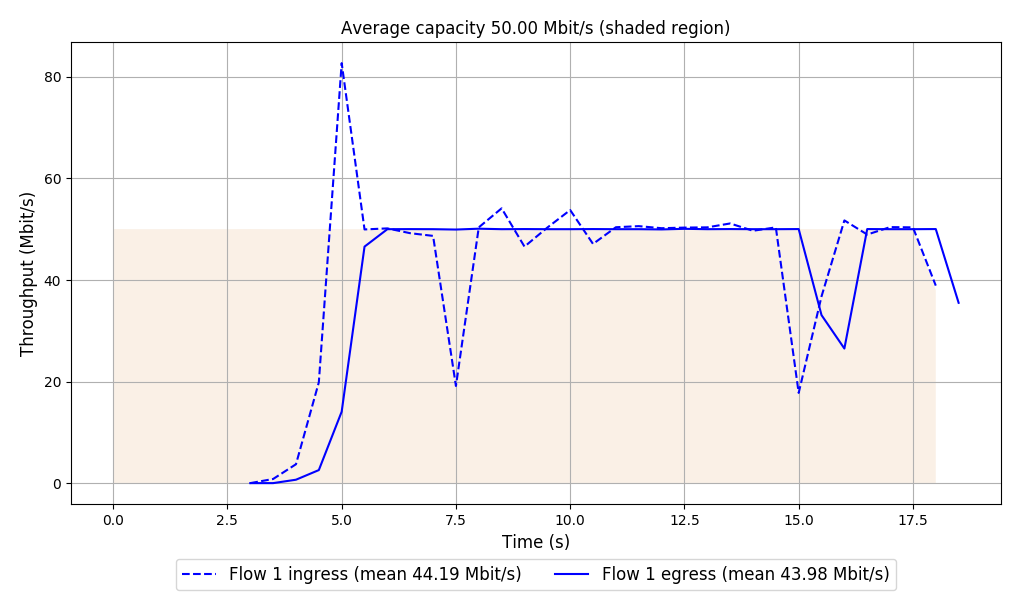 Average capacity 50.00 Mbit/s (shaded region)
80
60
40
20
0
Throughput (Mbit/s)
0.0 2.5 5.0 7.5 10.0 12.5 15.0 17.5
Time (s)
Flow 1 ingress (mean 44.19 Mbit/s) Flow 1 egress (mean 43.98 Mbit/s)